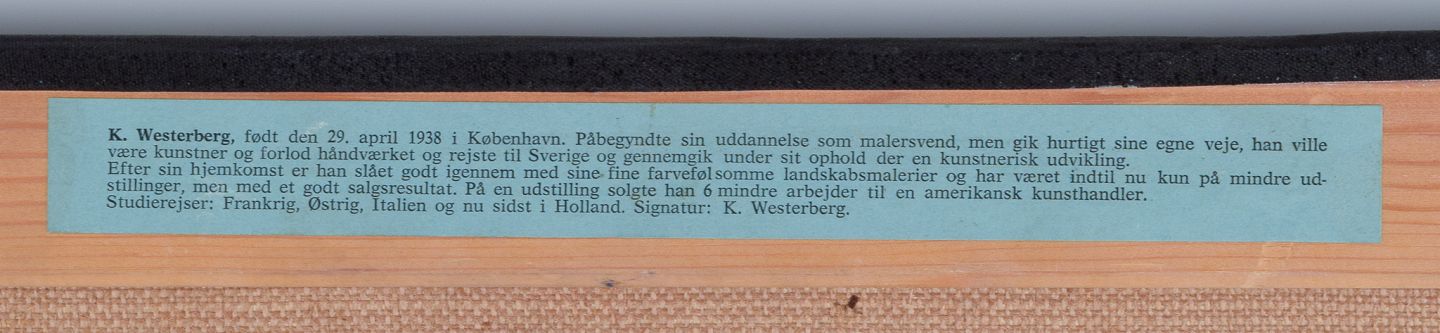 K. Westerberg, født den 29. april 1938 i København. Påbegyndte sin uddannelse som malersvend, men gik hurtigt sine egne veje, han ville
være kunstner og forlod håndværket og rejste til Sverige og gennemgik under sit ophold der en kunstnerisk udvikling.
Efter sin hjemkomst er han slået godt igennem med sine fine farvefølsomme landskabsmalerier og har været indtil nu kun på mindre ud-
stillinger, men med et godt salgsresultat. På en udstilling solgte han 6 mindre arbejder til en amerikansk kunsthandler.
Studierejser: Frankrig, Østrig, Italien og nu sidst i Holland. Signatur: K. Westerberg.